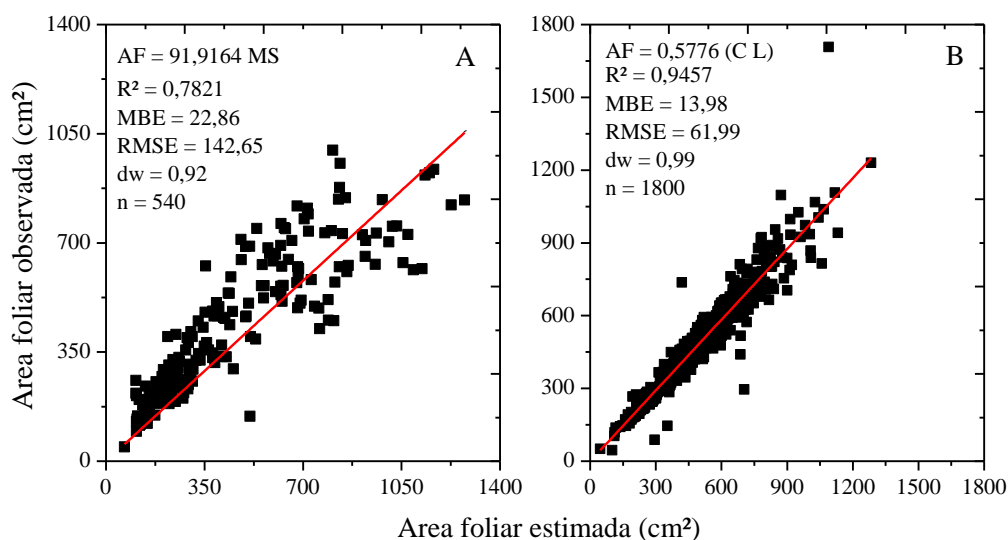 Area foliar observada (cm²)
1400
1050
700
350
0
AF = 91,9164 MS
R² = 0,7821
MBE = 22,86
RMSE = 142,65
dw = 0,92
n = 540
A
0
350
700
1050
1400
1800
1500
1200
900
600
300
0
AF = 0,5776 (C L)
R² = 0,9457
MBE = 13,98
RMSE = 61,99
dw = 0,99
n = 1800
B
0
300
600
900
1200
1500
1800
Area foliar estimada (cm²)